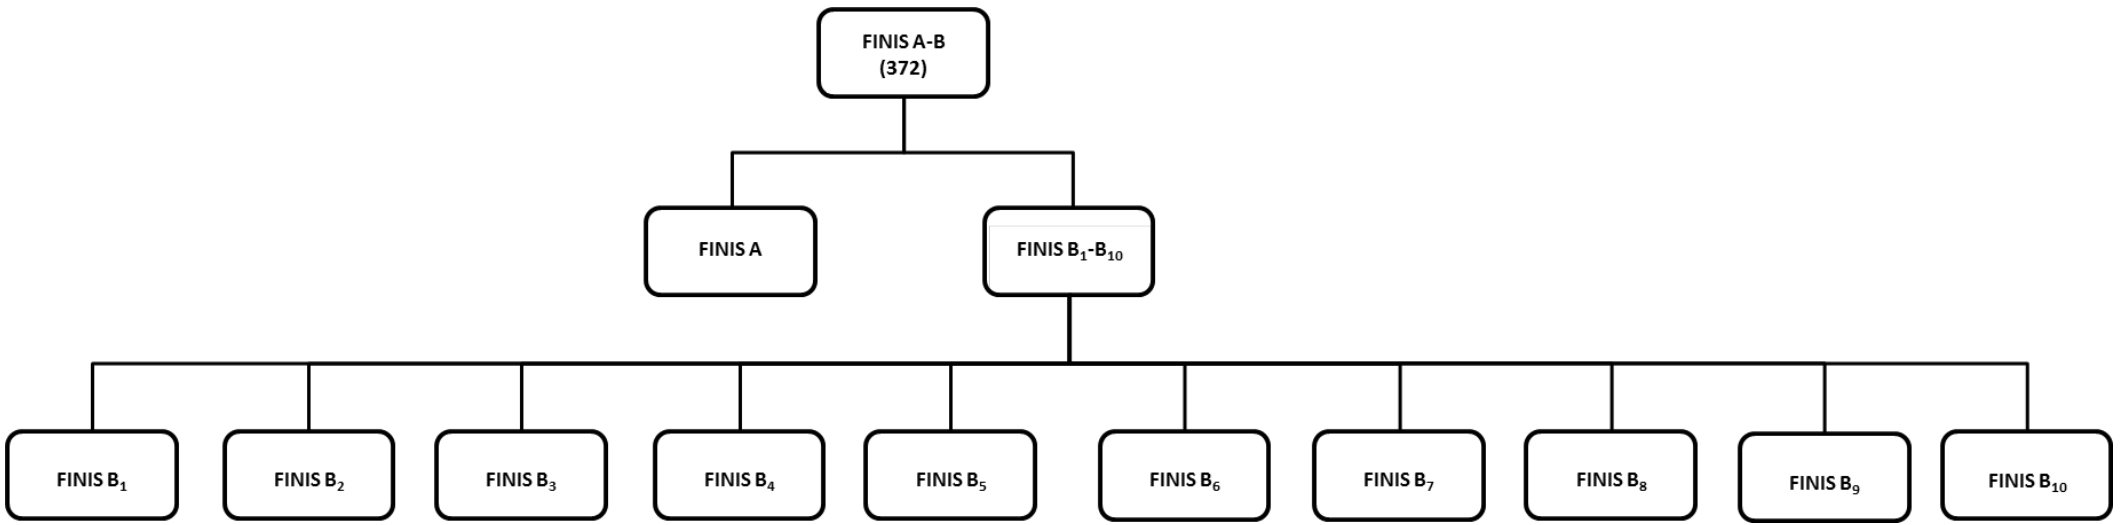 FINIS A-B
(372)
FINIS A
FINIS B₁-B₁₀
FINIS B₁
FINIS B₂
FINIS B₃
FINIS B₄
FINIS B₅
FINIS B₆
FINIS B₇
FINIS B₈
FINIS B₉
FINIS B₁₀